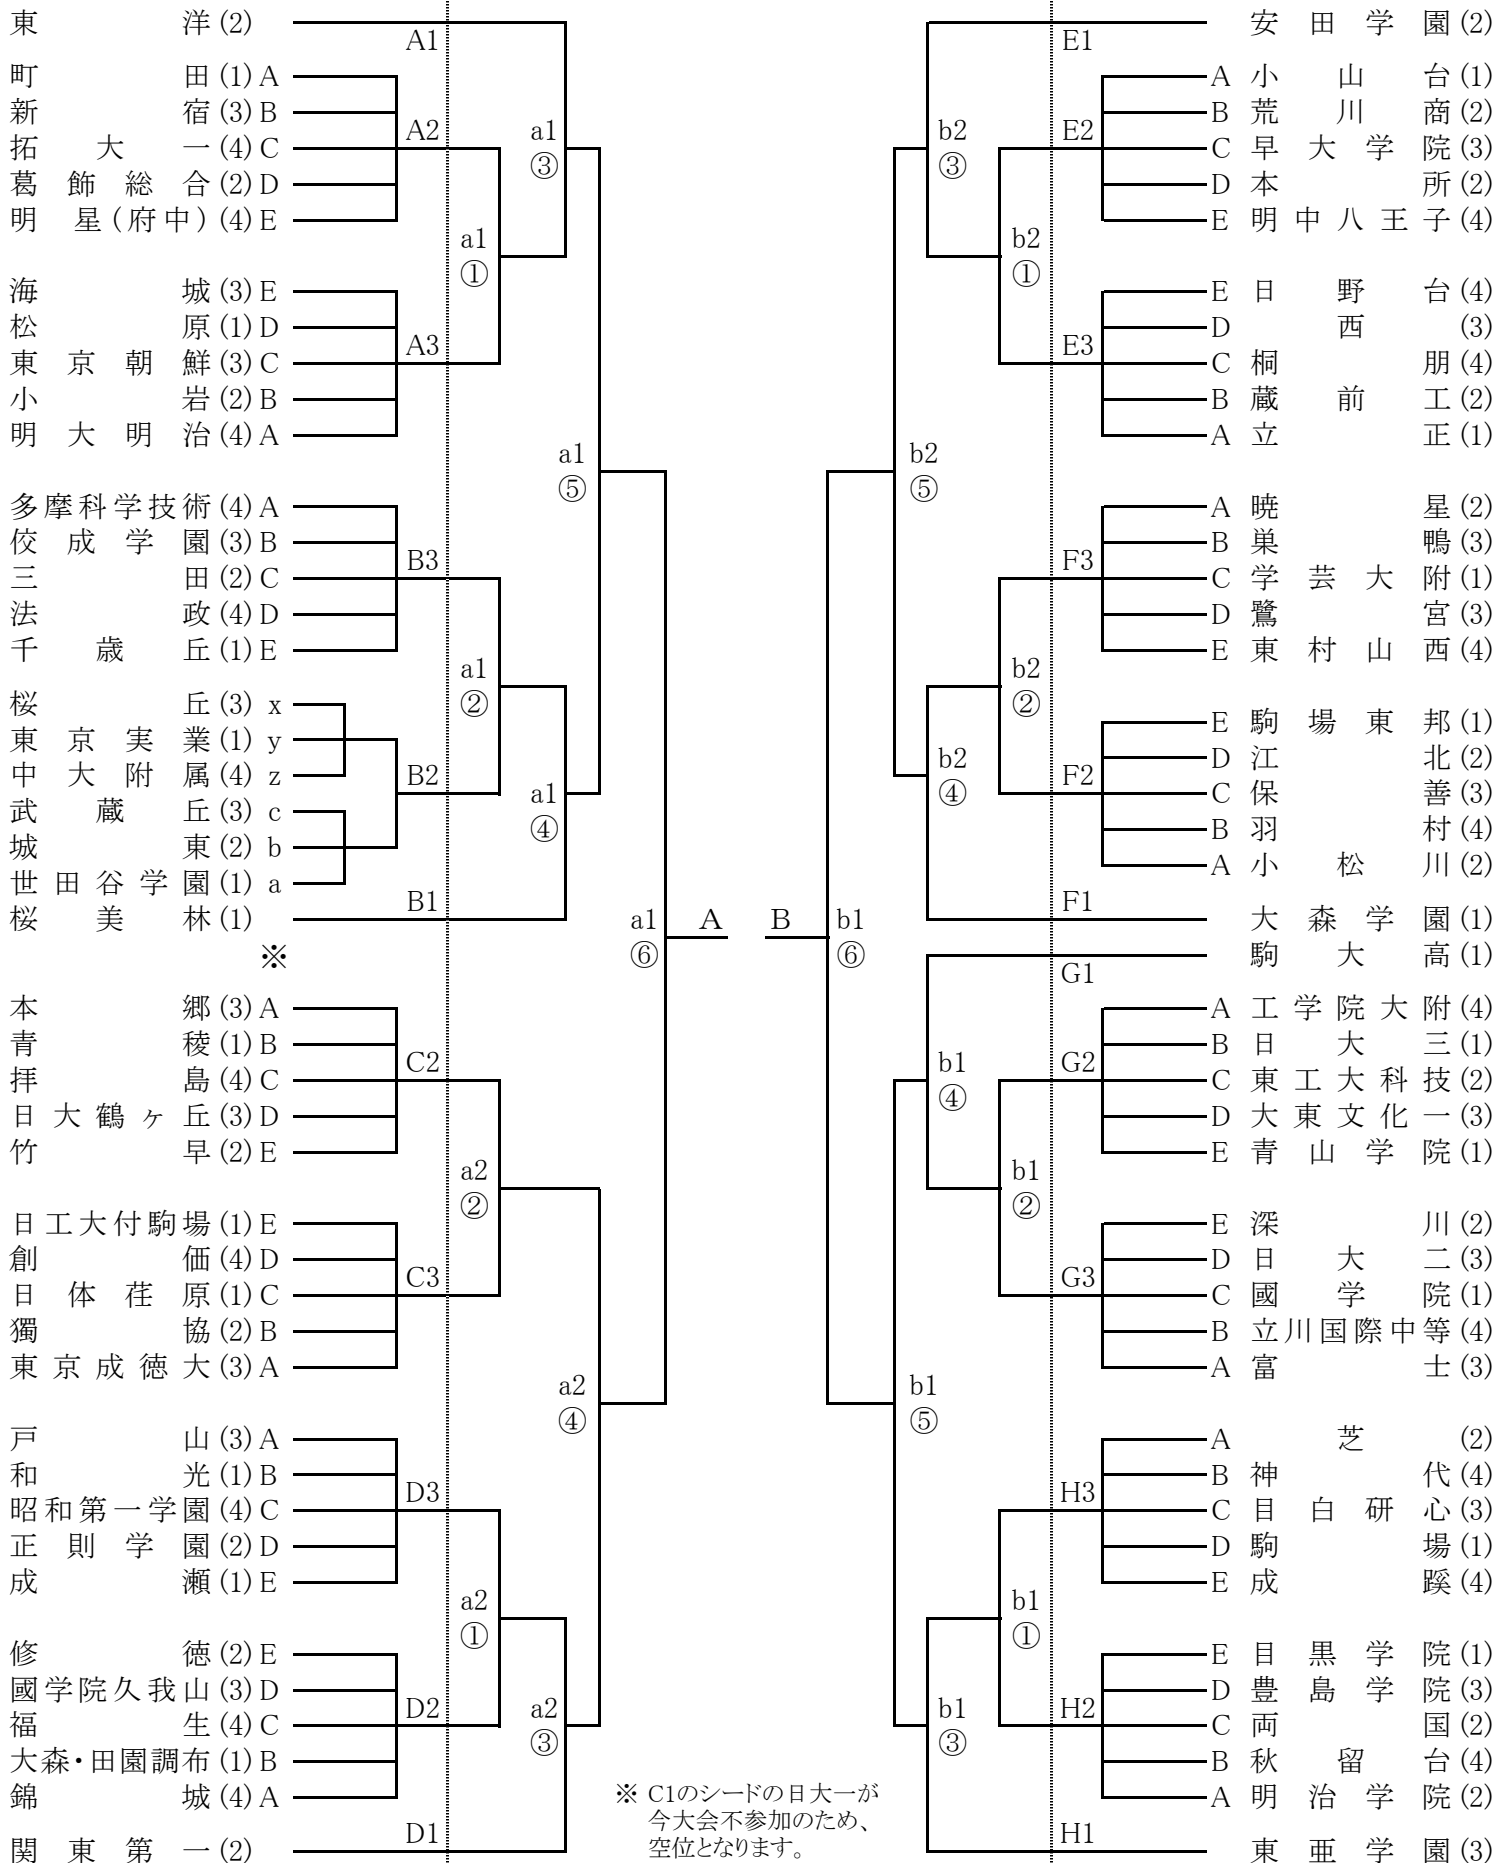 東洋(2)
A1
町田(1)A
新宿(3)B
拓大一(4)C
葛飾総合(2)D
明星(府中)(4)E
A2
海城(3)E
松原(1)D
東京朝鮮(3)C
小岩(2)B
明大明治(4)A
A3
a1
①
a1
③
多摩科学技術(4)A
佼成学園(3)B
三田(2)C
法政(4)D
千歳丘(1)E
B3
桜丘(3) x
東京実業(1) y
中大附属(4) z
武蔵丘(3) c
城東(2) b
世田谷学園(1) a
B2
桜美林(1)
B1
a1
②
a1
④
a1
⑤
※
本郷(3)A
青稜(1)B
拝島(4)C
日大鶴ヶ丘(3)D
竹早(2)E
C2
日工大付駒場(1)E
創価(4)D
日体荏原(1)C
獨協(2)B
東京成徳大(3)A
C3
a2
②
戸山(3)A
和光(1)B
昭和第一学園(4)C
正則学園(2)D
成瀬(1)E
D3
修徳(2)E
國学院久我山(3)D
福生(4)C
大森・田園調布(1)B
錦城(4)A
D2
関東第一(2)
D1
a2
①
a2
③
a2
④
a1
⑥
A
B
b1
⑥
安田学園(2)
E1
A 小山台(1)
B 荒川商(2)
C 早大学院(3)
D 本所(2)
E 明中八王子(4)
E2
E 日野台(4)
D 西(3)
C 桐朋(4)
B 蔵前工(2)
A 立正(1)
E3
b2
①
b2
③
A 暁星(2)
B 巣鴨(3)
C 学芸大附(1)
D 鷺宮(3)
E 東村山西(4)
F3
E 駒場東邦(1)
D 江北(2)
C 保善(3)
B 羽村(4)
A 小松川(2)
F2
大森学園(1)
F1
b2
②
b2
④
b2
⑤
駒大高(1)
G1
A 工学院大附(4)
B 日大三(1)
C 東工大科技(2)
D 大東文化一(3)
E 青山学院(1)
G2
E 深川(2)
D 日大二(3)
C 國学院(1)
B 立川国際中等(4)
A 富士(3)
G3
b1
②
b1
④
A 芝(2)
B 神代(4)
C 目白研心(3)
D 駒場(1)
E 成蹊(4)
H3
E 目黒学院(1)
D 豊島学院(3)
C 両国(2)
B 秋留台(4)
A 明治学院(2)
H2
東亜学園(3)
H1
b1
①
b1
③
b1
⑤
※ C1のシードの日大一が
今大会不参加のため、
空位となります。